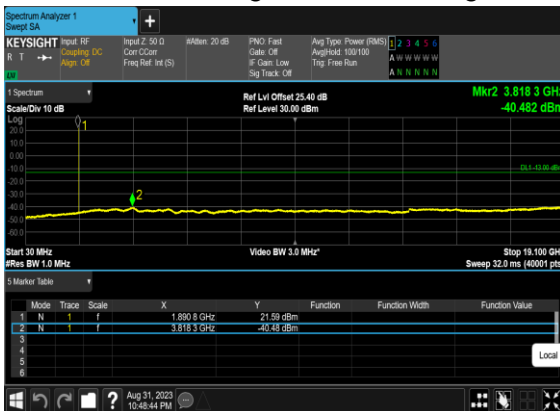 Spectrum Analyzer 1
Swept SA
+
KEYSIGHT Input: RF Input Z: 50 Ω #Atten: 20 dB PNO: Fast Avg Type: Power (RMS) 1 2 3 4 5 6
R T Coupling: DC Corr CCorr Gate: Off Avg|Hold: 100/100 A W W W W W
Align: Off Freq Ref: Int (S) IF Gain: Low Trig: Free Run
Sig Track: Off A N N N N N
LV
1 Spectrum Mkr2 3.818 3 GHz
Scale/Div 10 dB Ref Lvl Offset 25.40 dB -40.482 dBm
Ref Level 30.00 dBm
Log
20.0 1
10.0
0.00
-10.0 DL1 -13.00 dBm
-20.0
-30.0 2
-40.0
-50.0
-60.0
Start 30 MHz Video BW 3.0 MHz* Stop 19.100 GH
#Res BW 1.0 MHz Sweep 32.0 ms (40001 pts
5 Marker Table
Mode Trace Scale X Y Function Function Width Function Value
1 N 1 f 1.890 8 GHz 21.59 dBm
2 N 1 f 3.818 3 GHz -40.48 dBm
3
4
5
6
Local
? Aug 31, 2023
10:48:44 PM